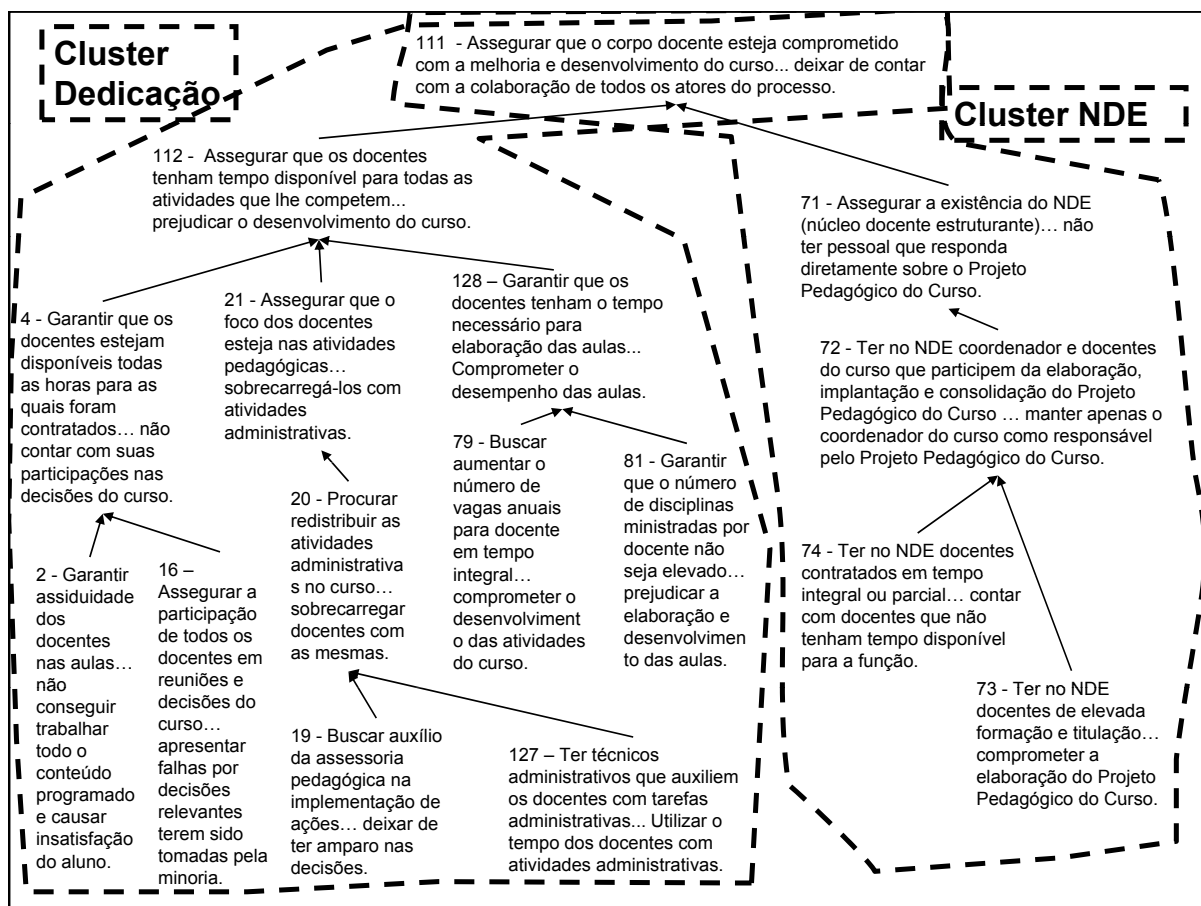 Cluster
Dedicação
111 - Assegurar que o corpo docente esteja comprometido
com a melhoria e desenvolvimento do curso... deixar de contar
com a colaboração de todos os atores do processo.
Cluster NDE
112 - Assegurar que os docentes
tenham tempo disponível para todas as
atividades que lhe competem...
prejudicar o desenvolvimento do curso.
71 - Assegurar a existência do NDE
(núcleo docente estruturante)… não
ter pessoal que responda
diretamente sobre o Projeto
Pedagógico do Curso.
4 - Garantir que os
docentes estejam
disponíveis todas
as horas para as
quais foram
contratados… não
contar com suas
participações nas
decisões do curso.
21 - Assegurar que o
foco dos docentes
esteja nas atividades
pedagógicas…
sobrecarregá-los com
atividades
administrativas.
128 – Garantir que os
docentes tenham o tempo
necessário para
elaboração das aulas...
Comprometer o
desempenho das aulas.
72 - Ter no NDE coordenador e docentes
do curso que participem da elaboração,
implantação e consolidação do Projeto
Pedagógico do Curso … manter apenas o
coordenador do curso como responsável
pelo Projeto Pedagógico do Curso.
79 - Buscar
aumentar o
número de
vagas anuais
para docente
em tempo
integral…
comprometer o
desenvolviment
o das atividades
do curso.
81 - Garantir
que o número
de disciplinas
ministradas por
docente não
seja elevado…
prejudicar a
elaboração e
desenvolvimen
to das aulas.
20 - Procurar
redistribuir as
atividades
administrativa
s no curso…
sobrecarregar
docentes com
as mesmas.
2 - Garantir
assiduidade
dos
docentes
nas aulas…
não
conseguir
trabalhar
todo o
conteúdo
programado
e causar
insatisfação
do aluno.
16 –
Assegurar a
participação
de todos os
docentes em
reuniões e
decisões do
curso…
apresentar
falhas por
decisões
relevantes
terem sido
tomadas pela
minoria.
74 - Ter no NDE docentes
contratados em tempo
integral ou parcial… contar
com docentes que não
tenham tempo disponível
para a função.
73 - Ter no NDE
docentes de elevada
formação e titulação…
comprometer a
elaboração do Projeto
Pedagógico do Curso.
19 - Buscar auxílio
da assessoria
pedagógica na
implementação de
ações… deixar de
ter amparo nas
decisões.
127 – Ter técnicos
administrativos que auxiliem
os docentes com tarefas
administrativas... Utilizar o
tempo dos docentes com
atividades administrativas.